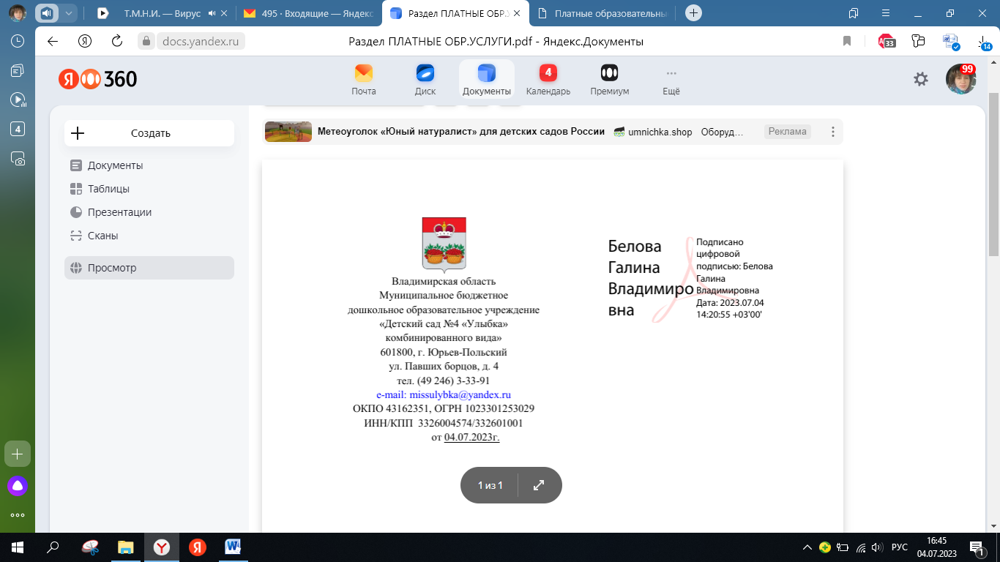 Т.М.Н.И. — Вирус
495 · Входящие — Яндекс
Раздел ПЛАТНЫЕ ОБР.У
Платные образовательны
docs.yandex.ru
Раздел ПЛАТНЫЕ ОБР.УСЛУГИ.pdf - Яндекс.Документы
33
14
4
Я 360
Почта
Диск
Документы
4
Календарь
Премиум
Ещё
99
Создать
Документы
Таблицы
Презентации
Сканы
Просмотр
Метеоуголок «Юный натуралист» для детских садов России
umnichka.shop
Оборуд…
Реклама
Владимирская область
Муниципальное бюджетное
дошкольное образовательное учреждение
«Детский сад №4 «Улыбка»
комбинированного вида»
601800, г. Юрьев-Польский
ул. Павших борцов, д. 4
тел. (49 246) 3-33-91
e-mail: missulybka@yandex.ru
ОКПО 43162351, ОГРН 1023301253029
ИНН/КПП 3326004574/332601001
от 04.07.2023г.
Белова
Галина
Владимиро
вна
Подписано
цифровой
подписью: Белова
Галина
Владимировна
Дата: 2023.07.04
14:20:55 +03'00'
1 из 1
РУС
16:45
04.07.2023
1